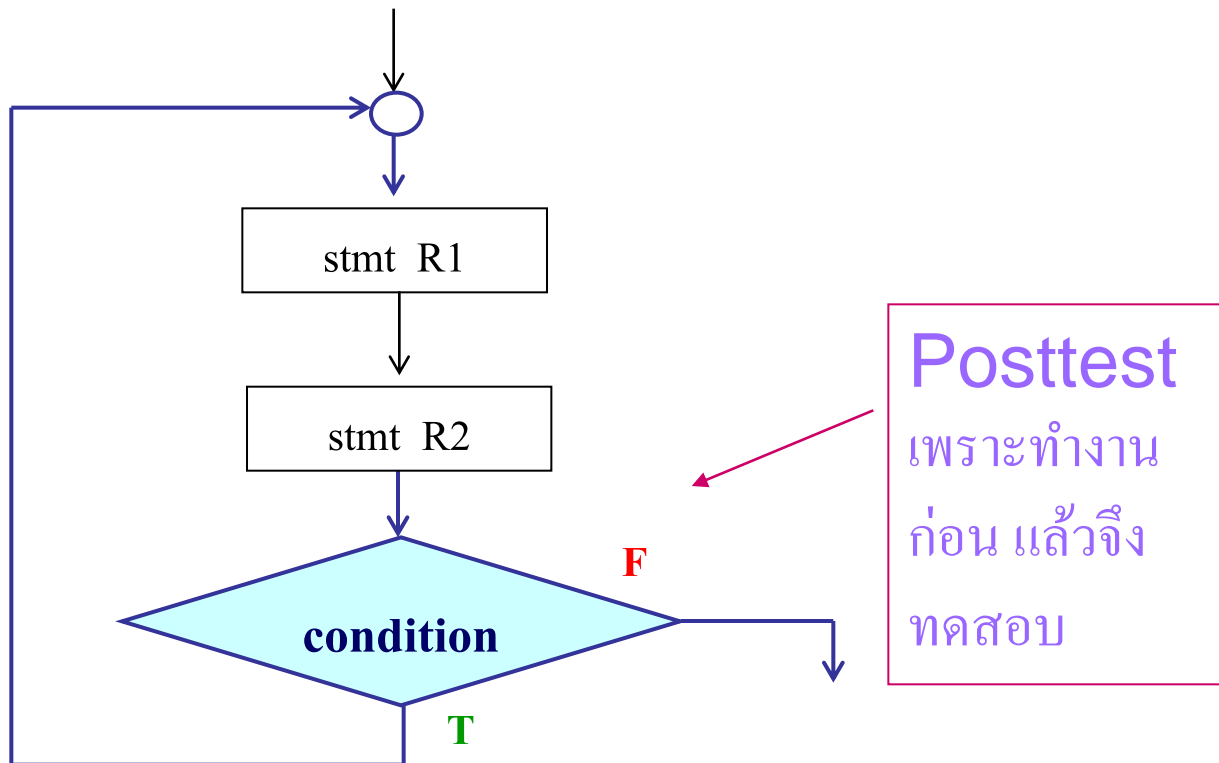 stmt R1
stmt R2
condition
F
T
Posttest
เพราะทำงาน
ก่อน แล้วจึง
ทดสอบ